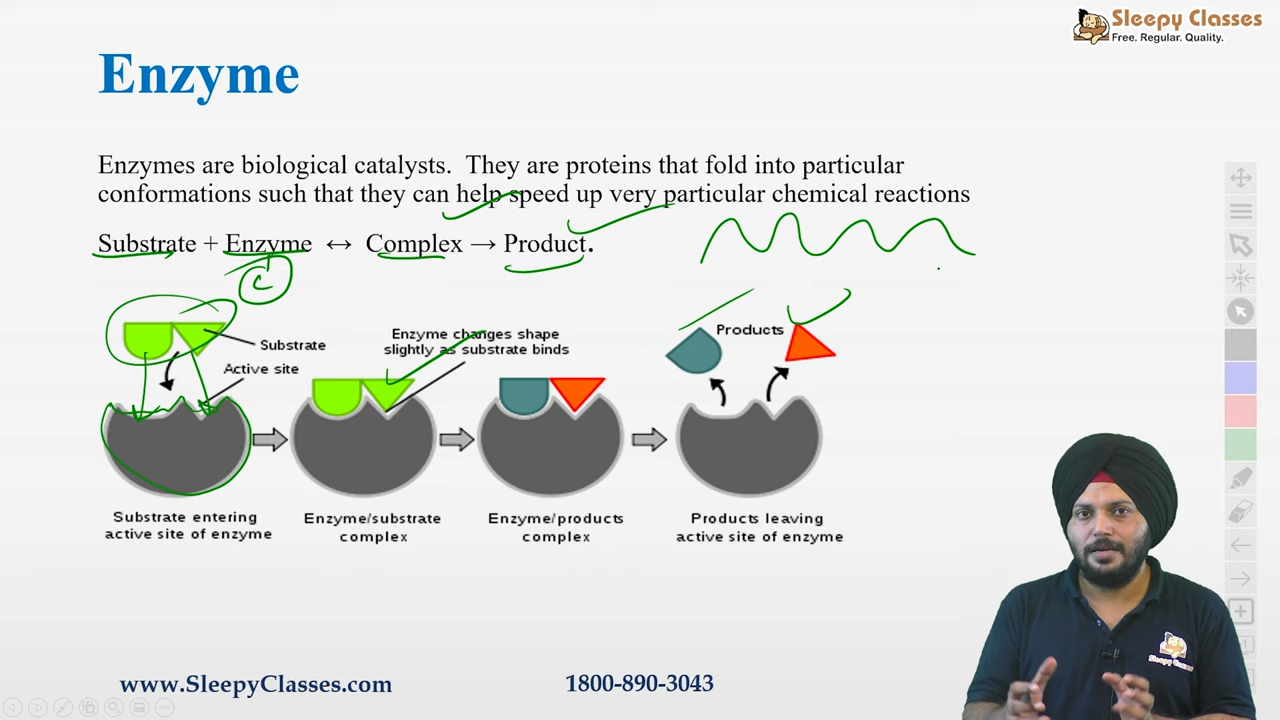 Sleepy Classes
Free. Regular. Quality.
Enzyme
Enzymes are biological catalysts. They are proteins that fold into particular
conformations such that they can help speed up very particular chemical reactions
Substrate + Enzyme ↔ Complex → Product.
C
Substrate
Active site
Enzyme changes shape
slightly as substrate binds
Products
Substrate entering
active site of enzyme
Enzyme/substrate
complex
Enzyme/products
complex
Products leaving
active site of enzyme
Sleepy Classes
www.SleepyClasses.com
1800-890-3043